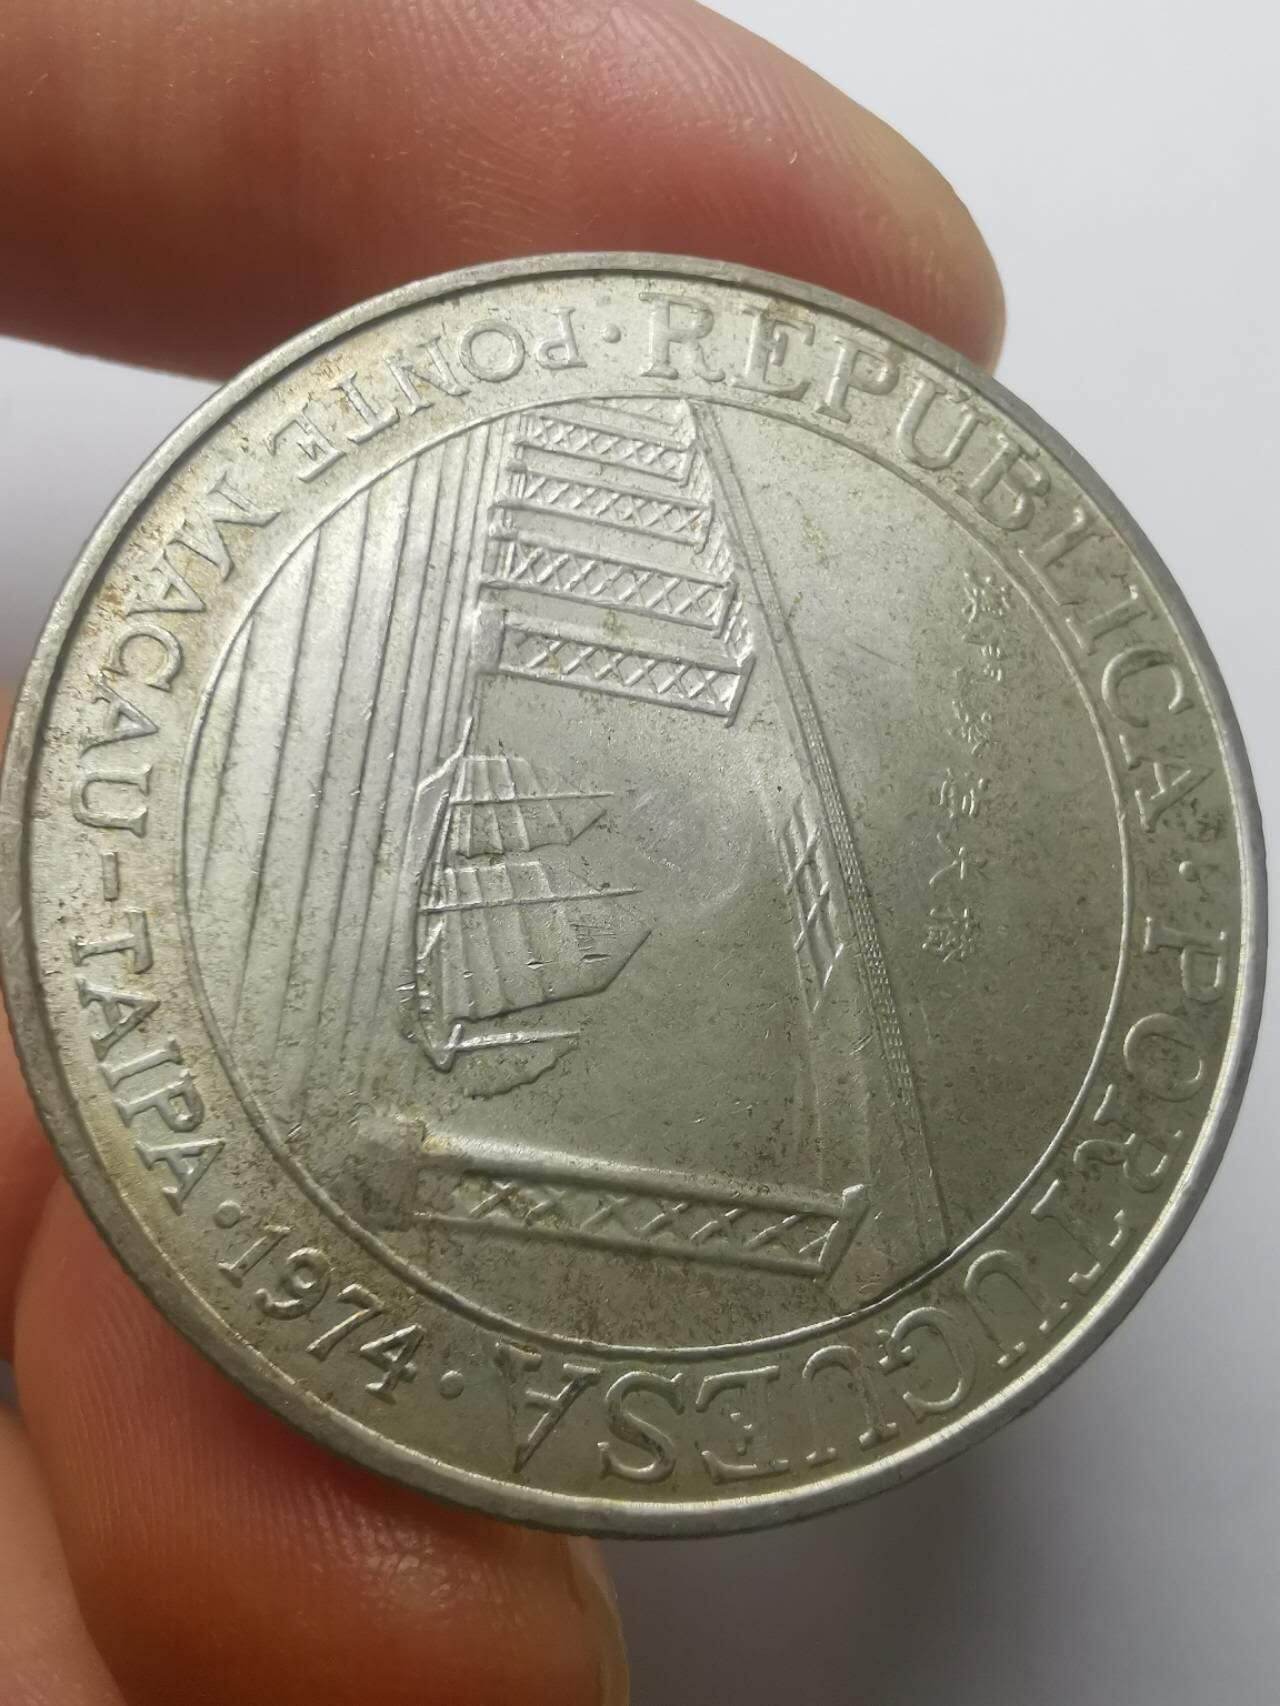 REPUBLICA · PORTUGUESA
· 1974 ·
PONTE MACAU-TAIPA
澳門氹仔大橋